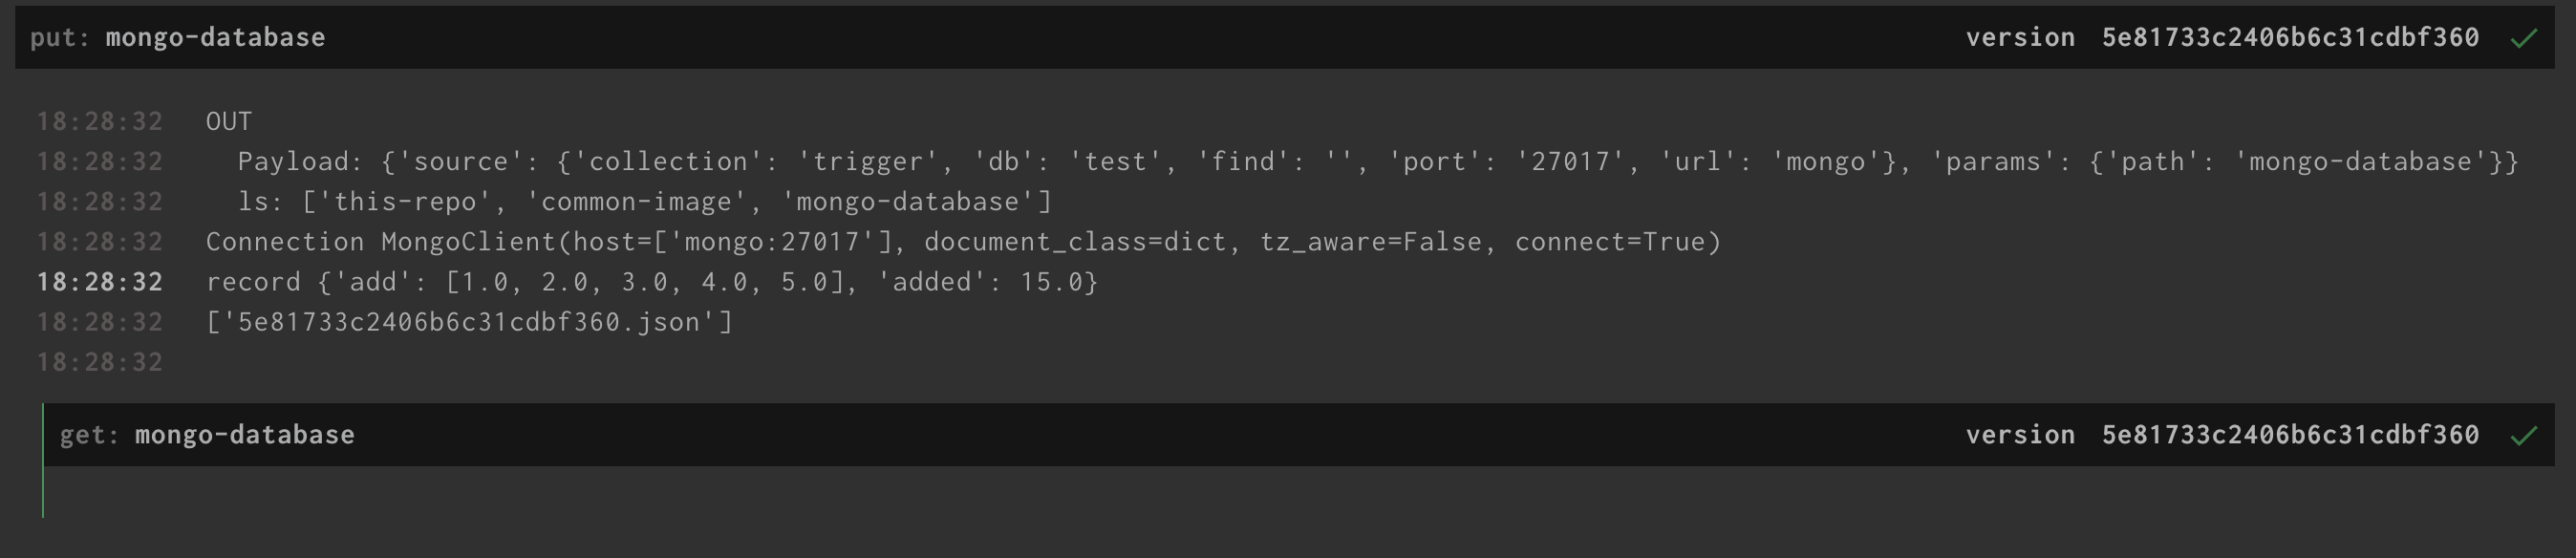 put: mongo-database version 5e81733c2406b6c31cdbf360
18:28:32 OUT
18:28:32 Payload: {'source': {'collection': 'trigger', 'db': 'test', 'find': '', 'port': '27017', 'url': 'mongo'}, 'params': {'path': 'mongo-database'}}
18:28:32 ls: ['this-repo', 'common-image', 'mongo-database']
18:28:32 Connection MongoClient(host=['mongo:27017'], document_class=dict, tz_aware=False, connect=True)
18:28:32 record {'add': [1.0, 2.0, 3.0, 4.0, 5.0], 'added': 15.0}
18:28:32 ['5e81733c2406b6c31cdbf360.json']
18:28:32
get: mongo-database version 5e81733c2406b6c31cdbf360